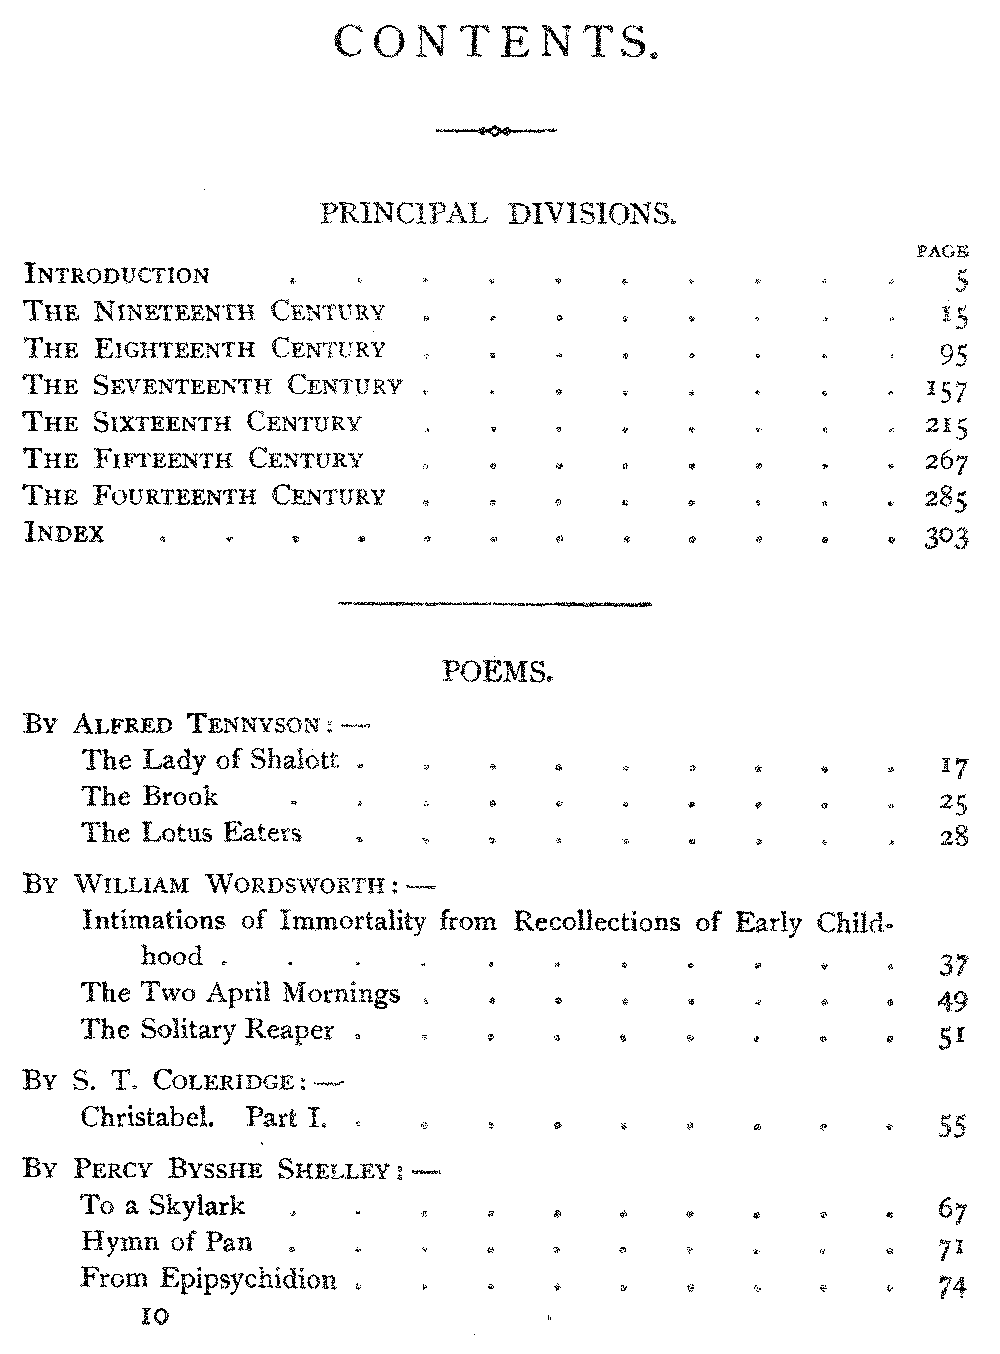 CONTENTS.
PRINCIPAL DIVISIONS.
PAGE
INTRODUCTION . . . . . . . . . . 5
THE NINETEENTH CENTURY . . . . . . . . 15
THE EIGHTEENTH CENTURY . . . . . . . . 95
THE SEVENTEENTH CENTURY . . . . . . . . 157
THE SIXTEENTH CENTURY . . . . . . . . 215
THE FIFTEENTH CENTURY . . . . . . . . 267
THE FOURTEENTH CENTURY . . . . . . . . 285
INDEX . . . . . . . . . . . . 303
POEMS.
BY ALFRED TENNYSON:—
The Lady of Shalott . . . . . . . . . 17
The Brook . . . . . . . . . . 25
The Lotus Eaters . . . . . . . . . 28
BY WILLIAM WORDSWORTH:—
Intimations of Immortality from Recollections of Early Child-
hood . . . . . . . . . . . 37
The Two April Mornings . . . . . . . . 49
The Solitary Reaper . . . . . . . . . 51
BY S. T. COLERIDGE:—
Christabel. Part I. . . . . . . . . . 55
BY PERCY BYSSHE SHELLEY:—
To a Skylark . . . . . . . . . . 67
Hymn of Pan . . . . . . . . . . 71
From Epipsychidion . . . . . . . . . 74
10